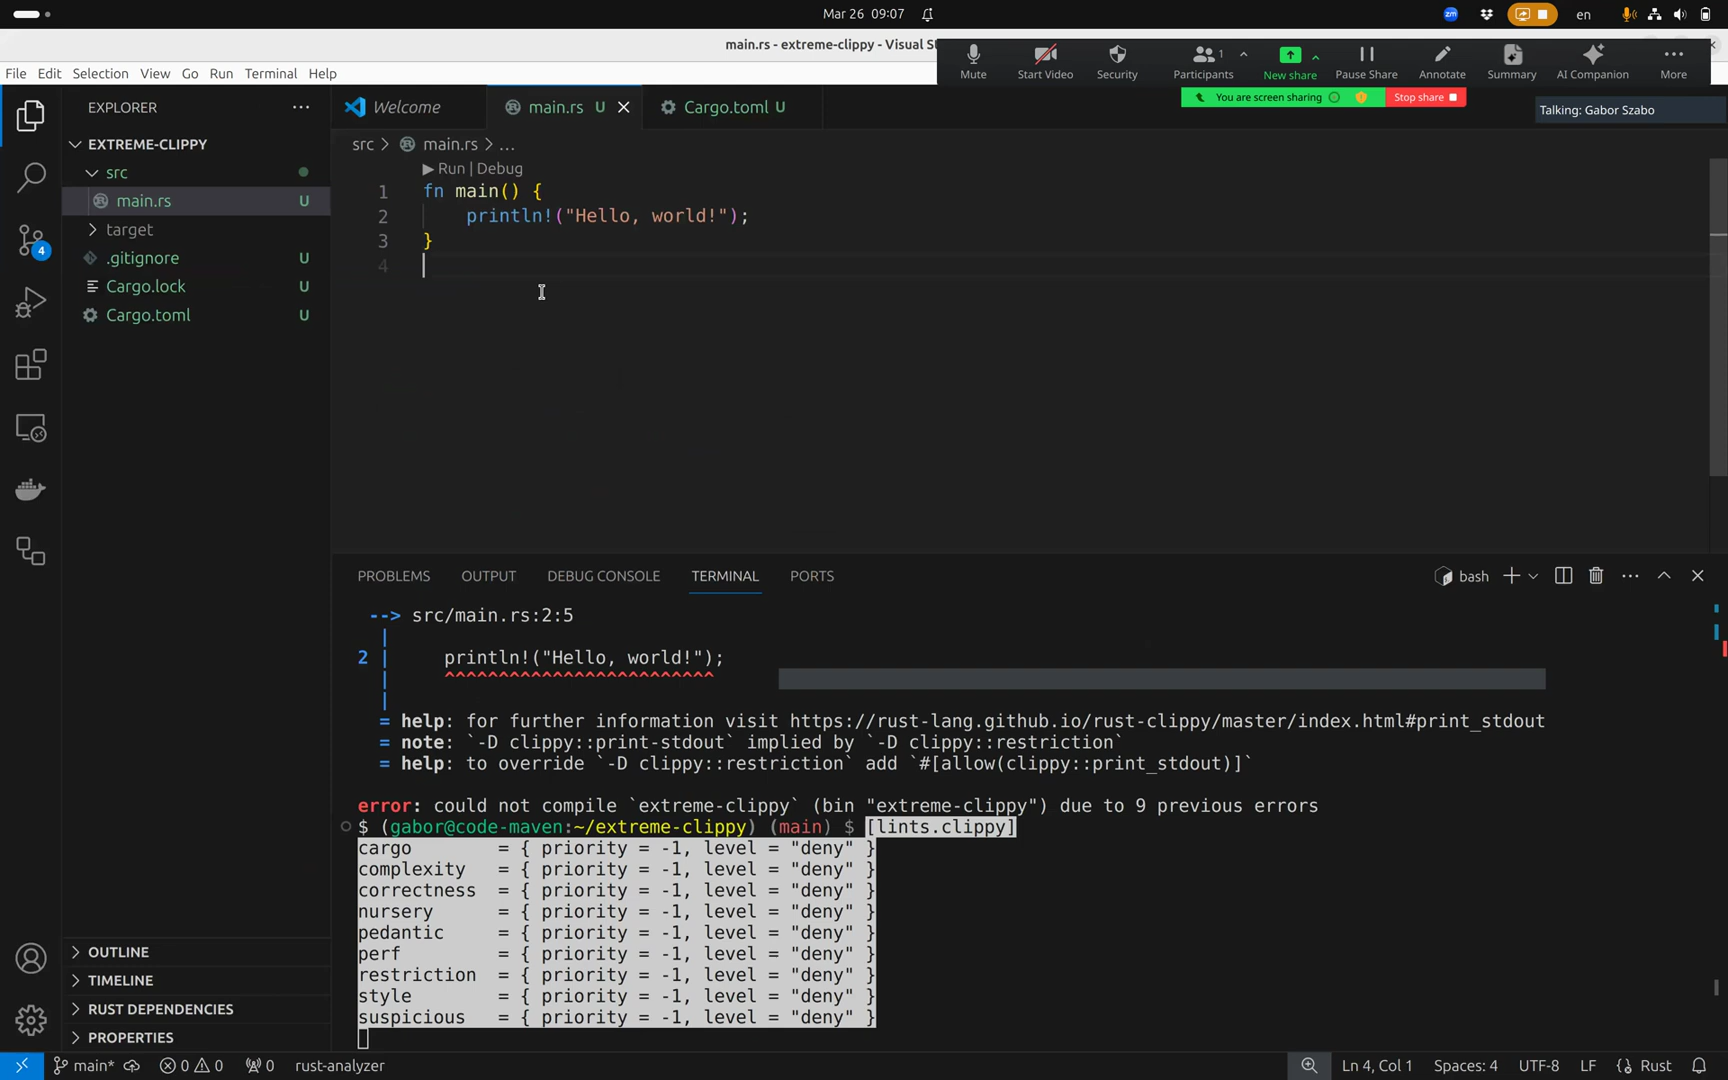 Mar 26 09:07
zm
en
main.rs - extreme-clippy - Visual S
File Edit Selection View Go Run Terminal Help
Mute Start Video Security Participants 1 New share Pause Share Annotate Summary AI Companion More
You are screen sharing Stop share
Talking: Gabor Szabo
EXPLORER
Welcome main.rs U Cargo.toml U
EXTREME-CLIPPY
src
main.rs U
target
.gitignore U
Cargo.lock U
Cargo.toml U
4
src > main.rs > ...
Run | Debug
1 fn main() {
2 println!("Hello, world!");
3 }
4
PROBLEMS OUTPUT DEBUG CONSOLE TERMINAL PORTS
bash
--> src/main.rs:2:5
|
2 | println!("Hello, world!");
| ^^^^^^^^^^^^^^^^^^^^^^^^^
|
= help: for further information visit https://rust-lang.github.io/rust-clippy/master/index.html#print_stdout
= note: `-D clippy::print-stdout` implied by `-D clippy::restriction`
= help: to override `-D clippy::restriction` add `#[allow(clippy::print_stdout)]`
error: could not compile `extreme-clippy` (bin "extreme-clippy") due to 9 previous errors
$ (gabor@code-maven:~/extreme-clippy) (main) $ [lints.clippy]
cargo = { priority = -1, level = "deny" }
complexity = { priority = -1, level = "deny" }
correctness = { priority = -1, level = "deny" }
nursery = { priority = -1, level = "deny" }
pedantic = { priority = -1, level = "deny" }
perf = { priority = -1, level = "deny" }
restriction = { priority = -1, level = "deny" }
style = { priority = -1, level = "deny" }
suspicious = { priority = -1, level = "deny" }
OUTLINE
TIMELINE
RUST DEPENDENCIES
PROPERTIES
main* 0 0 0 rust-analyzer
Ln 4, Col 1 Spaces: 4 UTF-8 LF {} Rust